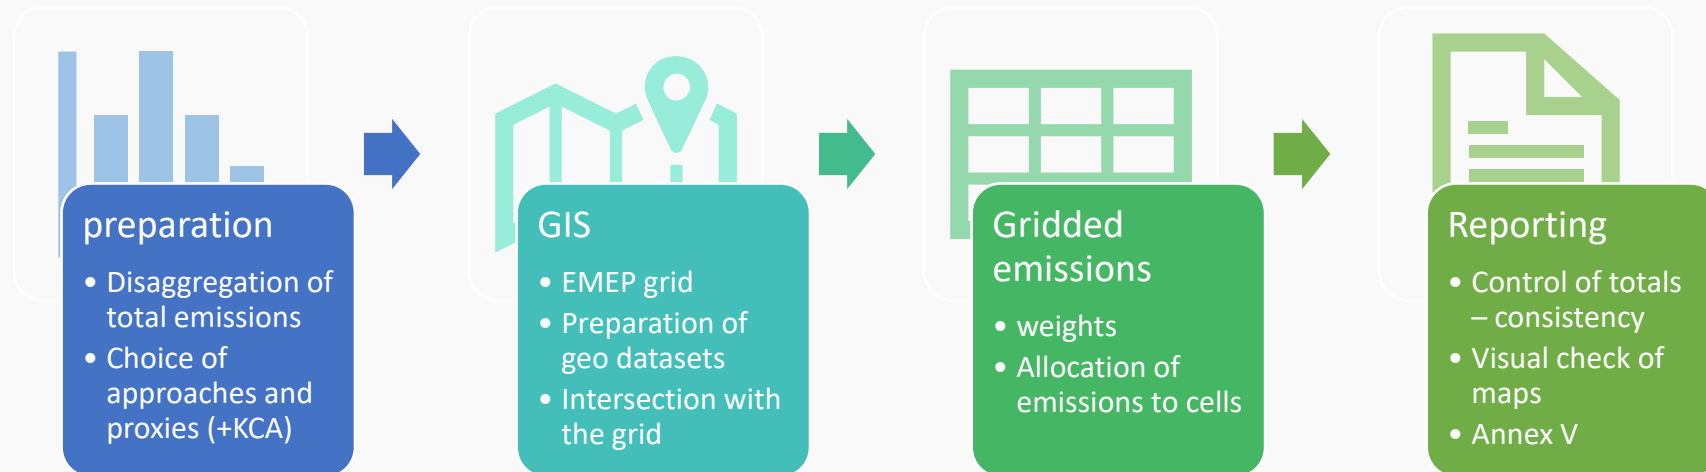 preparation
• Disaggregation of
total emissions
• Choice of
approaches and
proxies (+KCA)
GIS
• EMEP grid
• Preparation of
geo datasets
• Intersection with
the grid
Gridded
emissions
• weights
• Allocation of
emissions to cells
Reporting
• Control of totals
– consistency
• Visual check of
maps
• Annex V